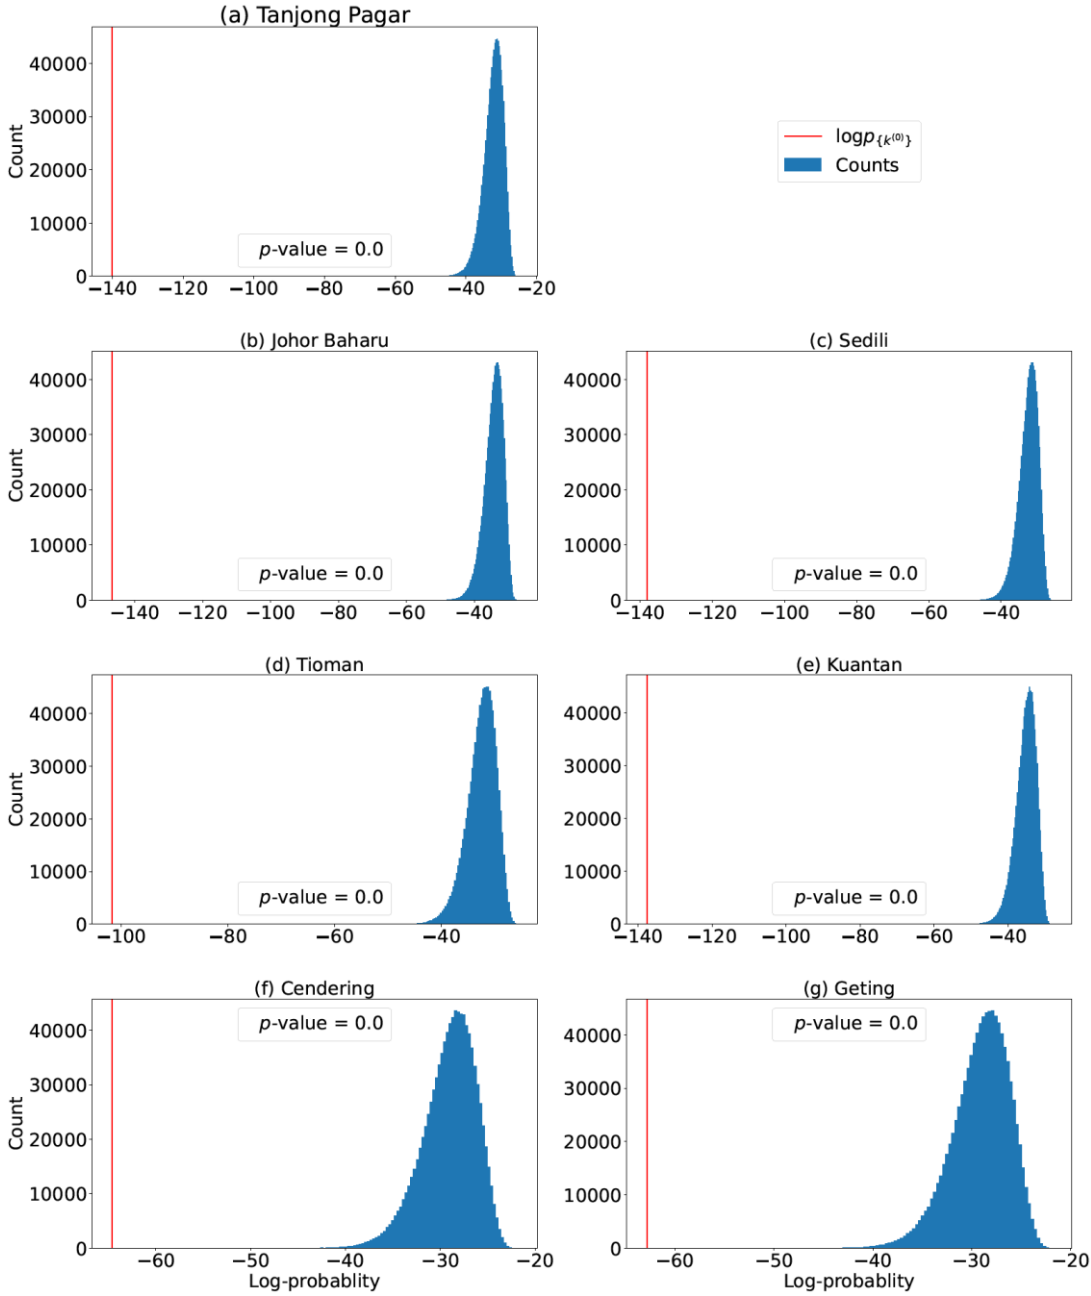 (a) Tanjong Pagar
Count
40000
30000
20000
10000
0
−140 −120 −100 −80 −60 −40 −20
p-value = 0.0
logp{k(0)}
Counts
(b) Johor Baharu
Count
40000
30000
20000
10000
0
−140 −120 −100 −80 −60 −40
p-value = 0.0
(c) Sedili
40000
30000
20000
10000
0
−140 −120 −100 −80 −60 −40
p-value = 0.0
(d) Tioman
Count
40000
30000
20000
10000
0
−100 −80 −60 −40
p-value = 0.0
(e) Kuantan
40000
30000
20000
10000
0
−140 −120 −100 −80 −60 −40
p-value = 0.0
(f) Cendering
p-value = 0.0
Count
40000
30000
20000
10000
0
−60 −50 −40 −30 −20
Log-probablity
(g) Geting
p-value = 0.0
40000
30000
20000
10000
0
−60 −50 −40 −30 −20
Log-probablity